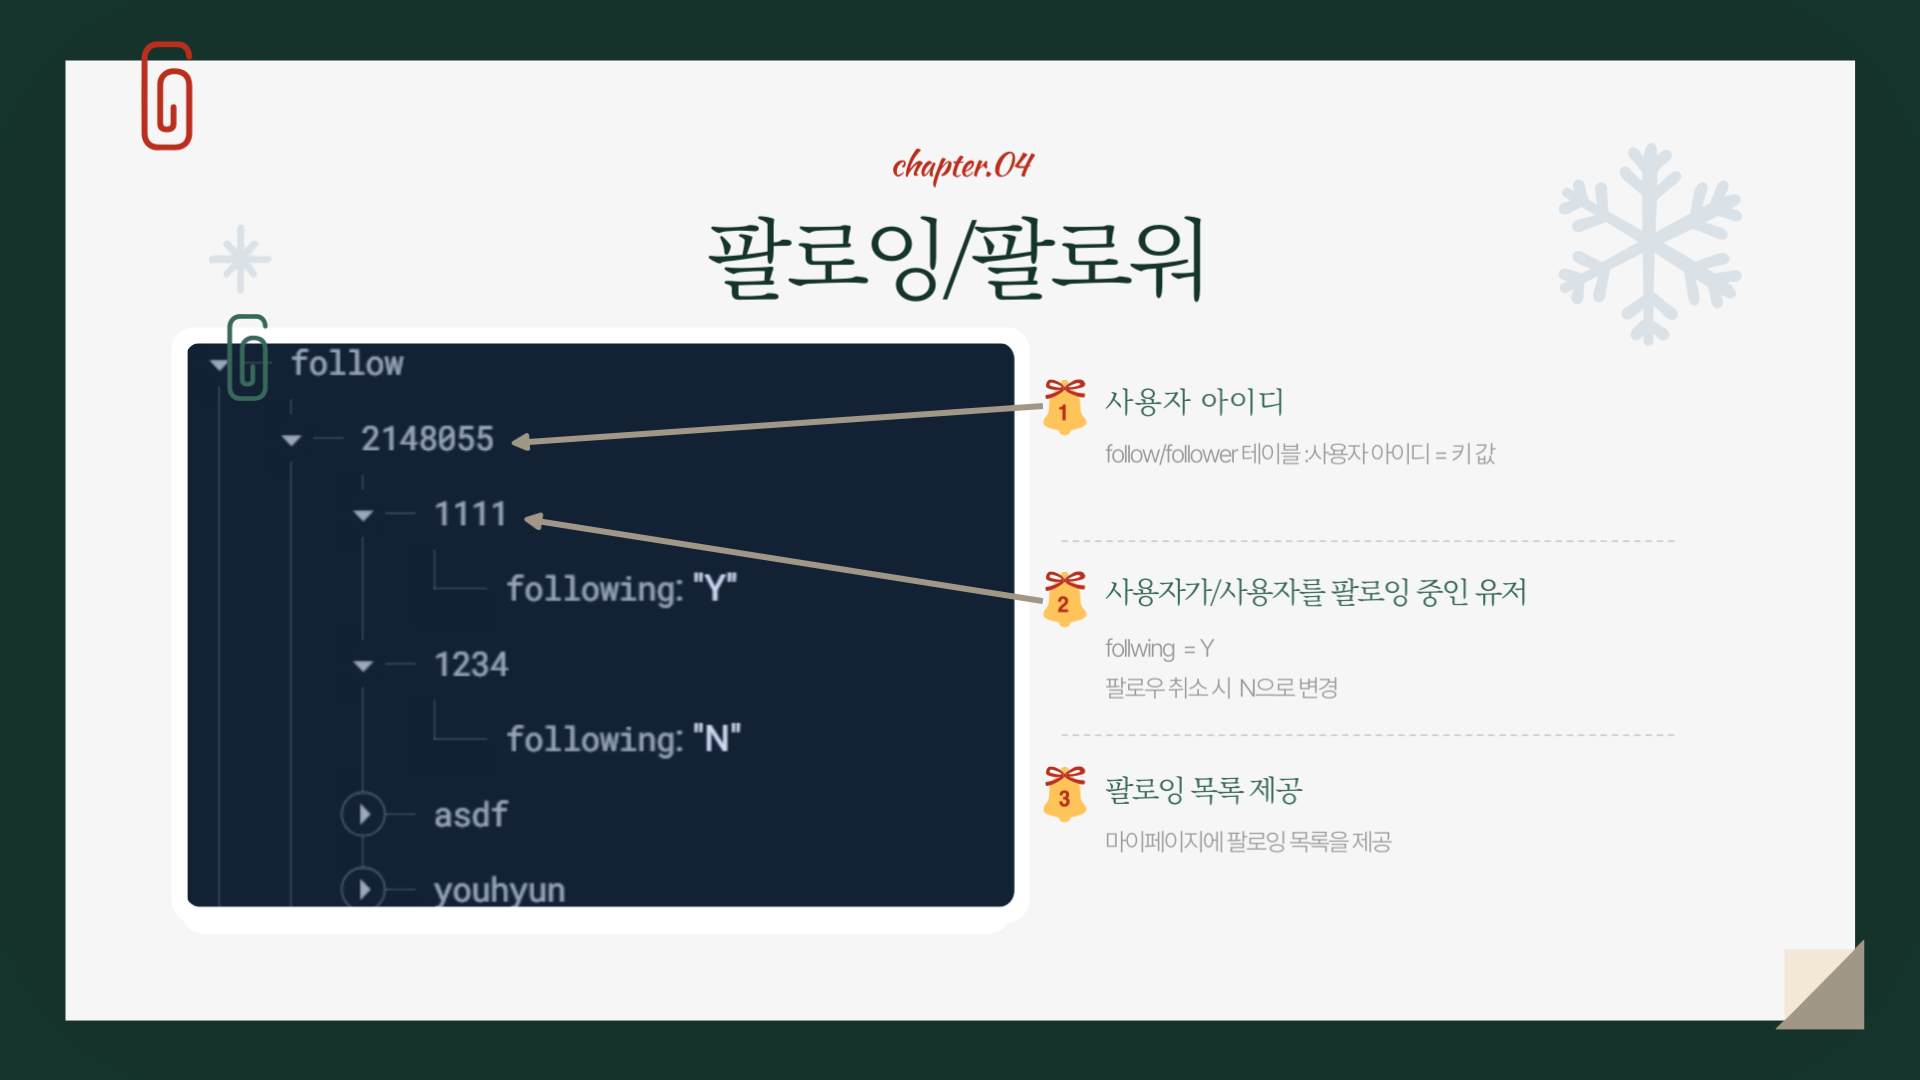 chapter.04
팔로잉/팔로워
follow
2148055
1111
following: "Y"
1234
following: "N"
asdf
youhyun
1
사용자 아이디
follow/follower 테이블 :사용자 아이디 = 키 값
2
사용자가/사용자를 팔로잉 중인 유저
follwing = Y
팔로우 취소 시 N으로 변경
3
팔로잉 목록 제공
마이페이지에 팔로잉 목록을 제공